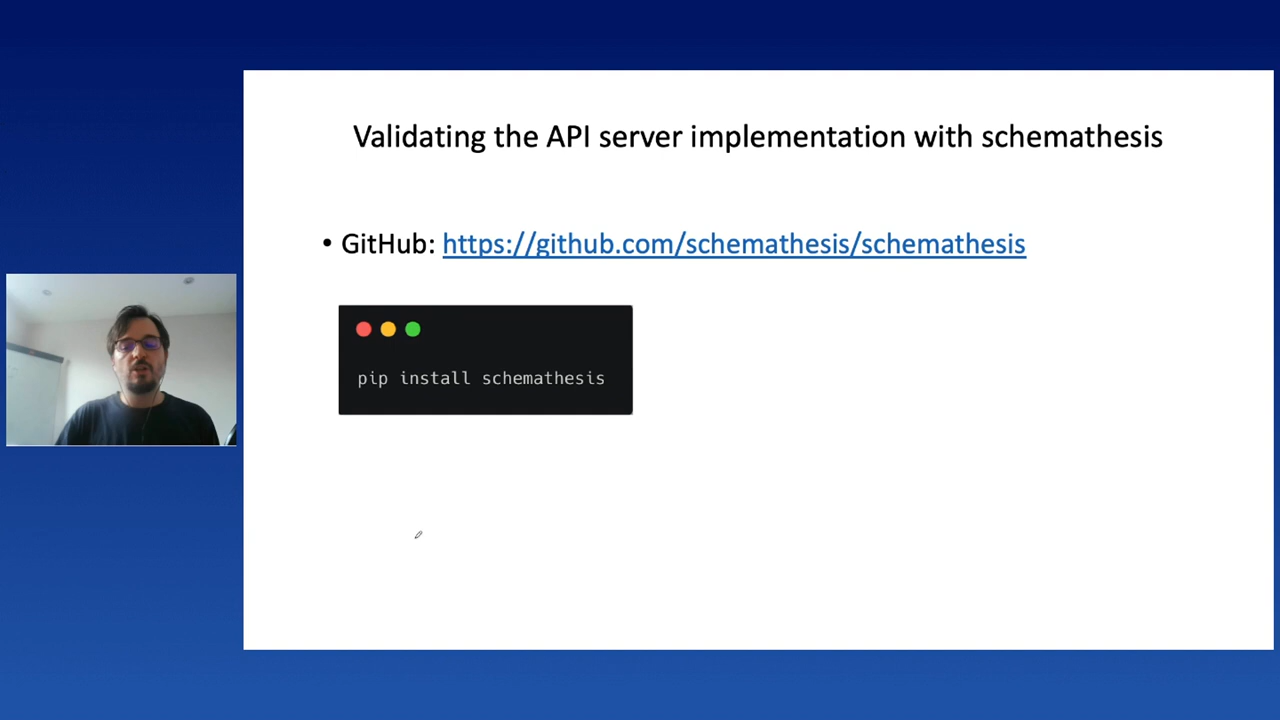 Validating the API server implementation with schemathesis
• GitHub: https://github.com/schemathesis/schemathesis
pip install schemathesis